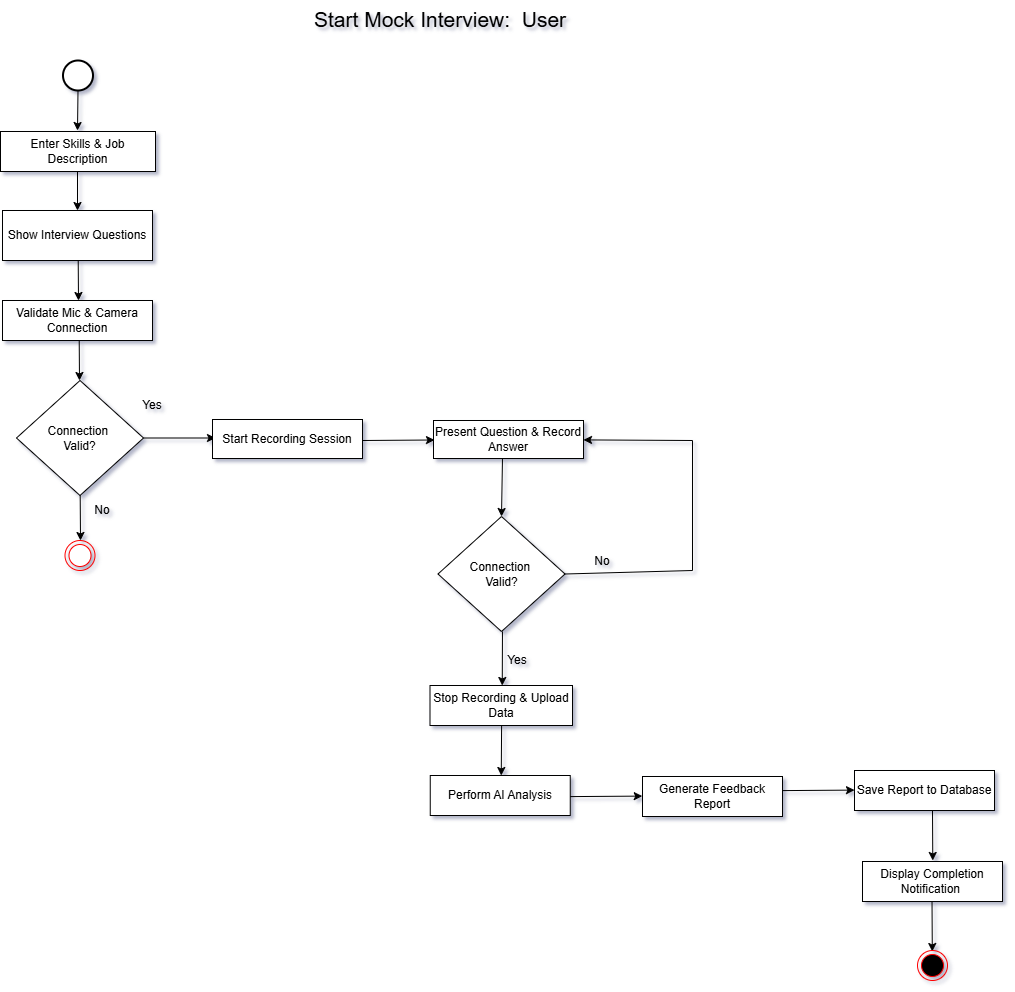 Start Mock Interview:  User
Enter Skills & Job
Description
Show Interview Questions
Validate Mic & Camera
Connection
Connection
Valid?
Yes
No
Start Recording Session
Present Question & Record
Answer
Connection
Valid?
No
Yes
Stop Recording & Upload
Data
Perform AI Analysis
Generate Feedback
Report
Save Report to Database
Display Completion
Notification